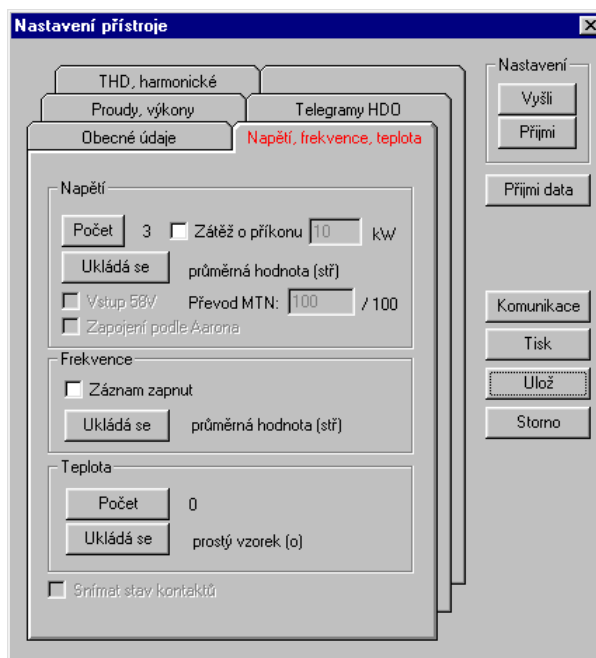 Nastavení přístroje
THD, harmonické
Proudy, výkony
Telegramy HDO
Obecné údaje
Napětí, frekvence, teplota
Napětí
Počet 3 Zátěž o příkonu 10 kW
Ukládá se průměrná hodnota (stř)
Vstup 58V Převod MTN: 100 / 100
Zapojení podle Aarona
Frekvence
Záznam zapnut
Ukládá se průměrná hodnota (stř)
Teplota
Počet 0
Ukládá se prostý vzorek (o)
Snímat stav kontaktů
Nastavení
Vyšli
Přijmi
Přijmi data
Komunikace
Tisk
Ulož
Storno